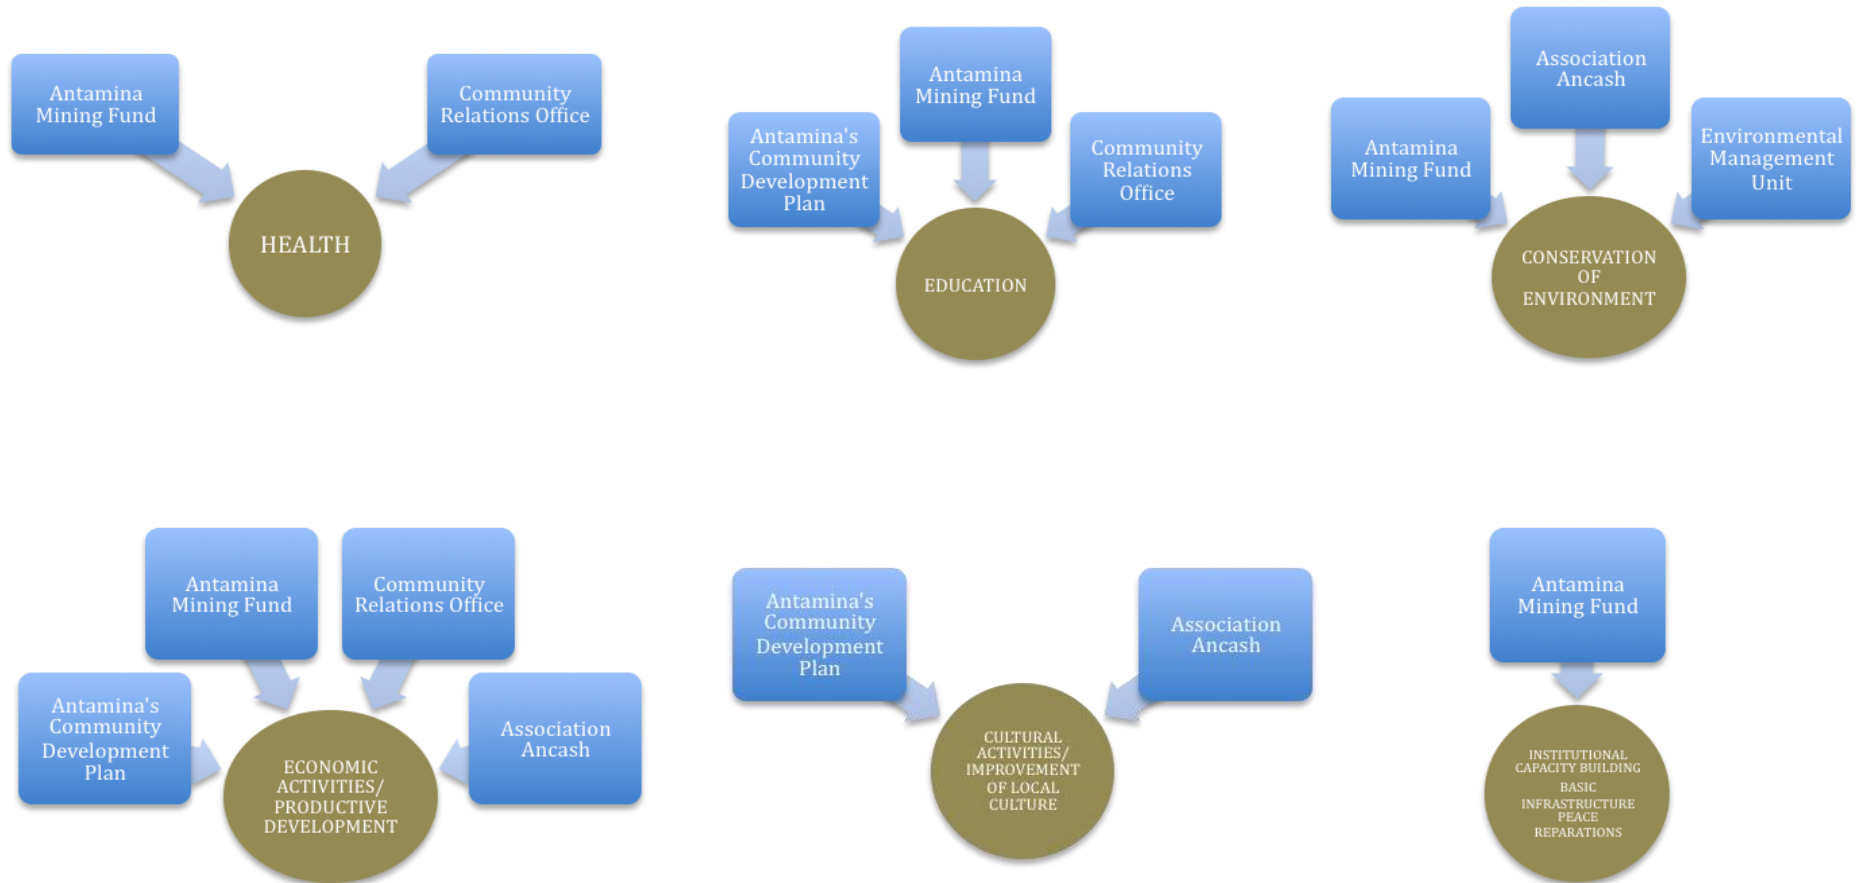 Antamina
Mining Fund
Community
Relations Office
HEALTH
Antamina's
Community
Development
Plan
Antamina
Mining Fund
Community
Relations
Office
EDUCATION
Antamina
Mining Fund
Association
Ancash
Environmental
Management
Unit
CONSERVATION
OF
ENVIRONMENT
Antamina's
Community
Development
Plan
Antamina
Mining Fund
Community
Relations Office
Association
Ancash
ECONOMIC
ACTIVITIES/
PRODUCTIVE
DEVELOPMENT
Antamina's
Community
Development
Plan
Association
Ancash
CULTURAL
ACTIVITIES/
IMPROVEMENT
OF LOCAL
CULTURE
Antamina
Mining Fund
INSTITUTIONAL
CAPACITY BUILDING
BASIC
INFRASTRUCTURE
PEACE
REPARATIONS